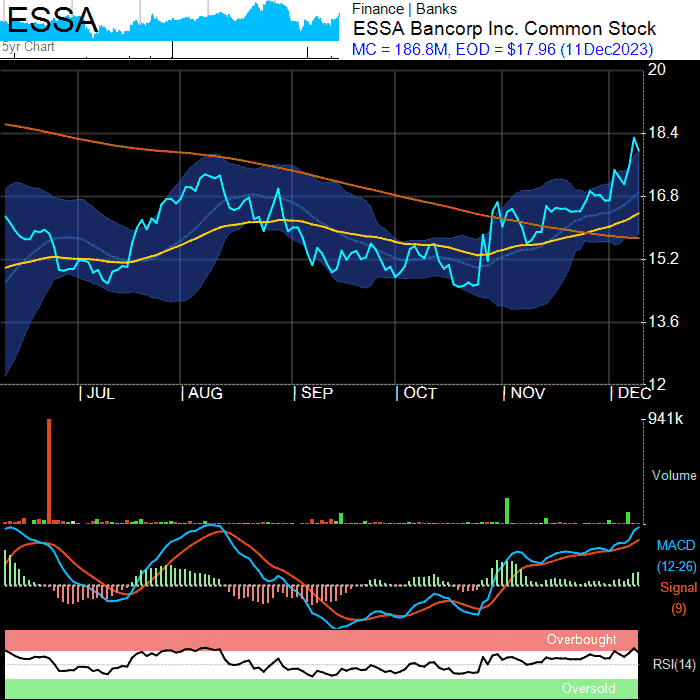 ESSA
5yr Chart
Finance | Banks
ESSA Bancorp Inc. Common Stock
MC = 186.8M, EOD = $17.96 (11Dec2023)
20
18.4
16.8
15.2
13.6
12
JUL
AUG
SEP
OCT
NOV
DEC
941k
Volume
MACD
(12-26)
Signal
(9)
Overbought
RSI(14)
Oversold